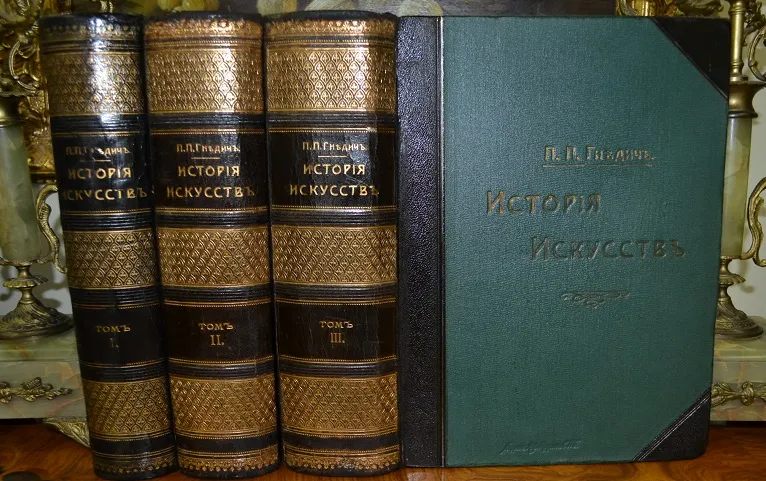 П.П.Гнѣдичъ.
ИСТОРІЯ
ИСКУССТВЪ
ТОМЪ
I.
П.П.Гнѣдичъ.
ИСТОРІЯ
ИСКУССТВЪ
ТОМЪ
II.
П.П.Гнѣдичъ.
ИСТОРІЯ
ИСКУССТВЪ
ТОМЪ
III.
П. П. Гнѣдичъ.
ИСТОРІЯ
ИСКУССТВЪ